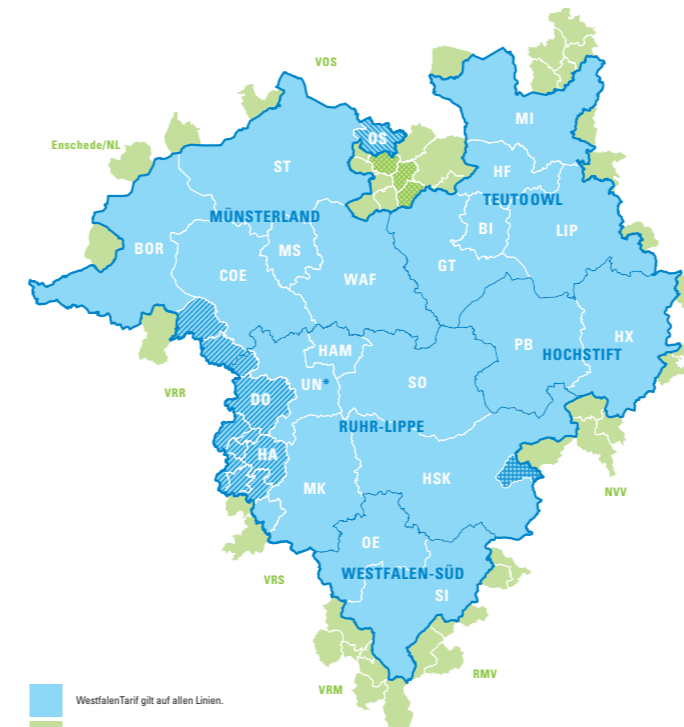 VOS
MI
OS
Enschede/NL
ST
HF
TEUTOOWL
MÜNSTERLAND
BI
LIP
BOR
MS
GT
COE
WAF
PB
HX
HAM
HOCHSTIFT
UN*
SO
VRR
DO
RUHR-LIPPE
HA
HSK
MK
NVV
OE
VRS
WESTFALEN-SÜD
SI
RMV
VRM
WestfalenTarif gilt auf allen Linien.